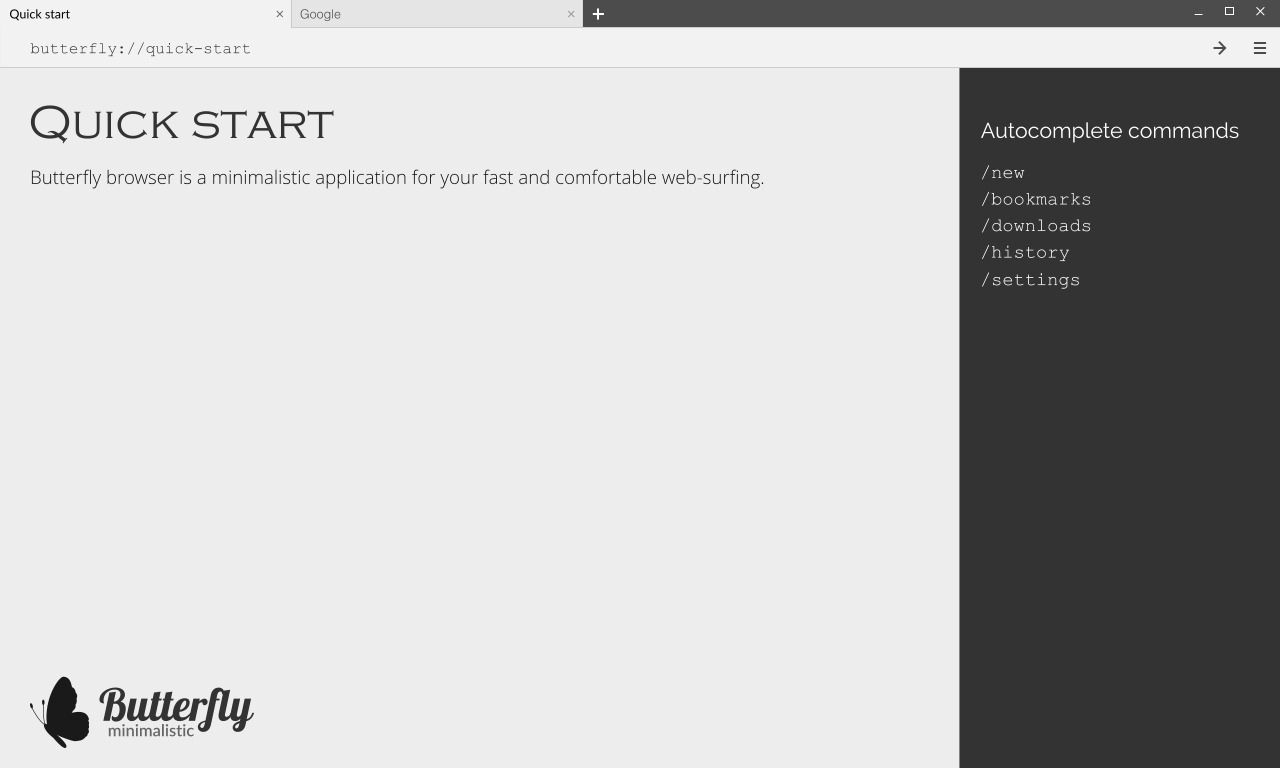 Quick start
Google
butterfly://quick-start
Quick start
Butterfly browser is a minimalistic application for your fast and comfortable web-surfing.
Autocomplete commands
/new
/bookmarks
/downloads
/history
/settings
Butterfly
minimalistic